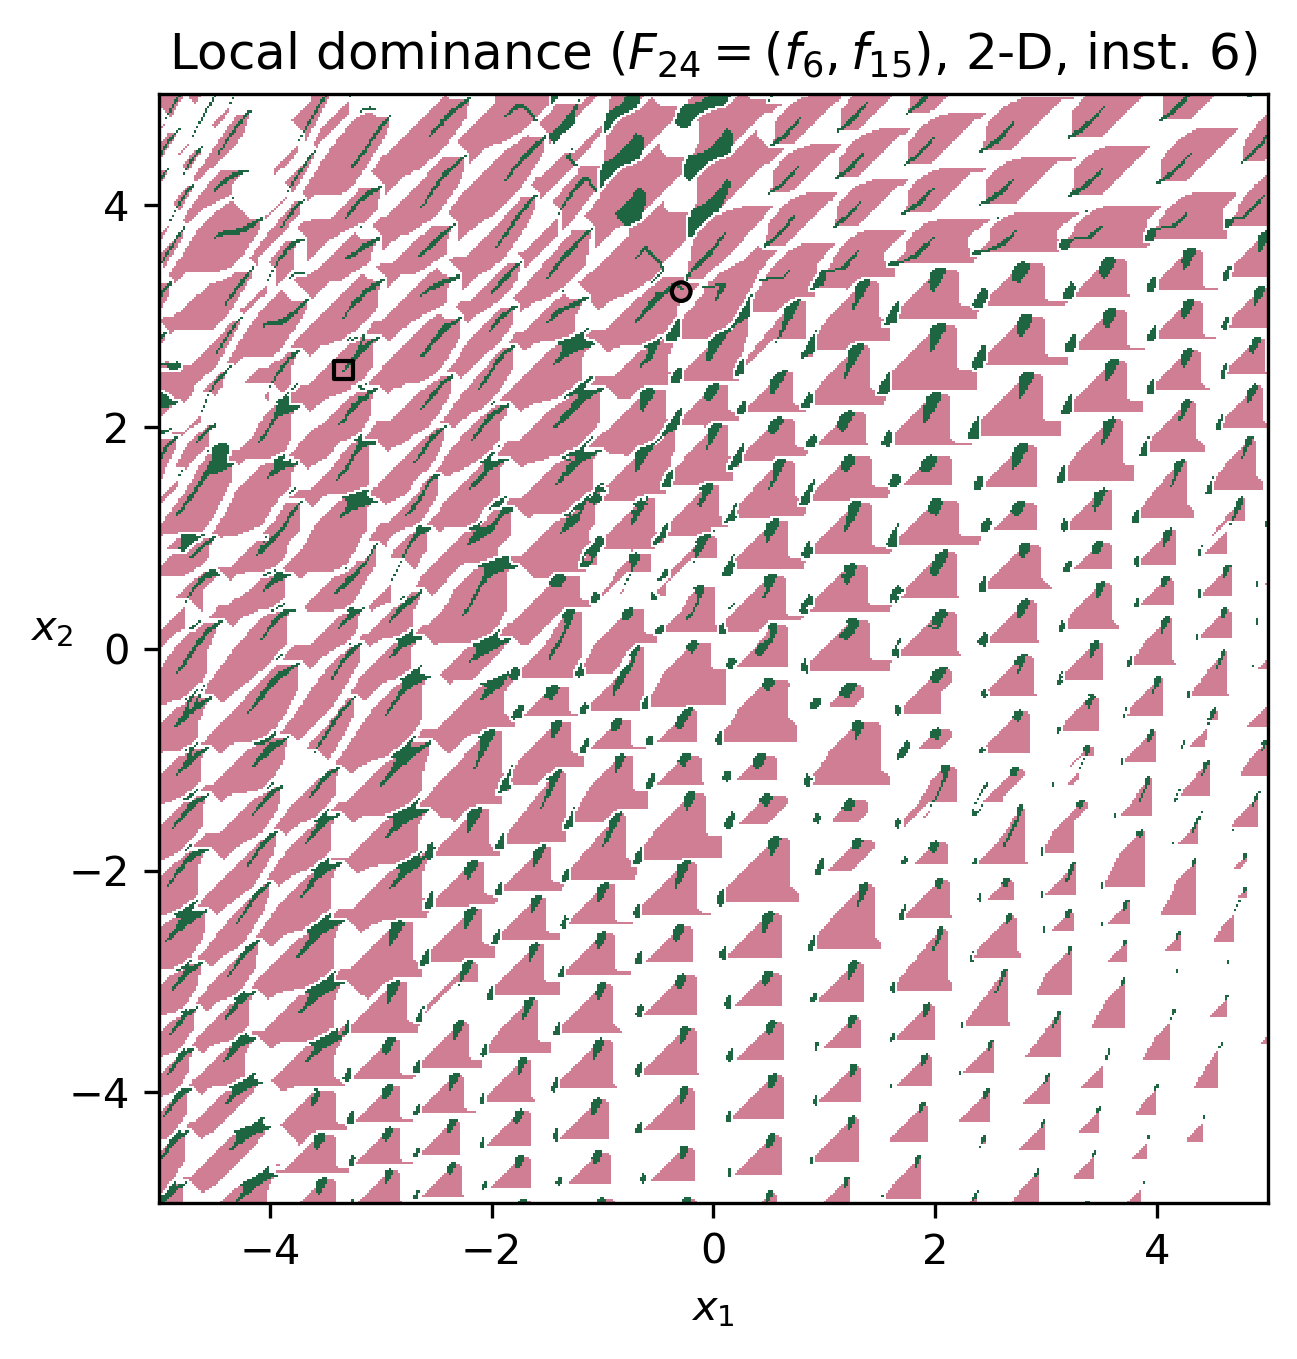 Local dominance (F₂₄ = (f₆, f₁₅), 2-D, inst. 6)
4
2
0
−2
−4
x₂
−4 −2 0 2 4
x₁